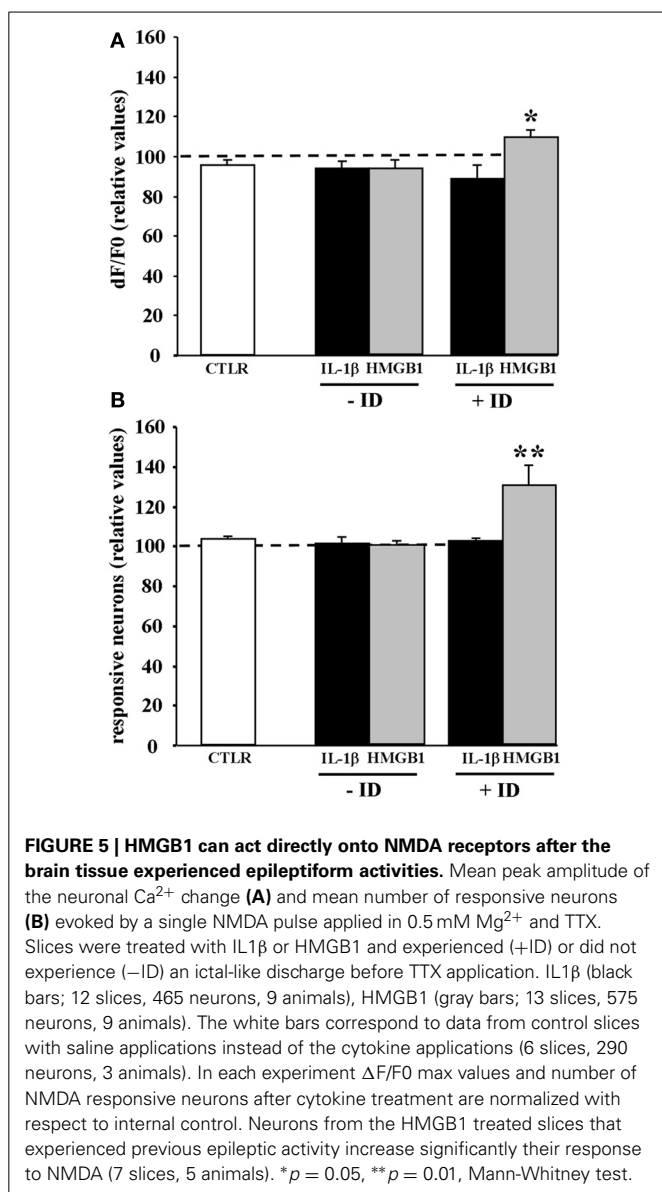 A
160
140
120
100
80
60
40
20
0
dF/F0 (relative values)
*
CTLR
IL-1β HMGB1
IL-1β HMGB1
- ID
+ ID
B
160
140
120
100
80
60
40
20
0
responsive neurons (relative values)
**
CTLR
IL-1β HMGB1
IL-1β HMGB1
- ID
+ ID
FIGURE 5 | HMGB1 can act directly onto NMDA receptors after the
brain tissue experienced epileptiform activities. Mean peak amplitude of
the neuronal Ca²⁺ change (A) and mean number of responsive neurons
(B) evoked by a single NMDA pulse applied in 0.5 mM Mg²⁺ and TTX.
Slices were treated with IL1β or HMGB1 and experienced (+ID) or did not
experience (−ID) an ictal-like discharge before TTX application. IL1β (black
bars; 12 slices, 465 neurons, 9 animals), HMGB1 (gray bars; 13 slices, 575
neurons, 9 animals). The white bars correspond to data from control slices
with saline applications instead of the cytokine applications (6 slices, 290
neurons, 3 animals). In each experiment ΔF/F0 max values and number of
NMDA responsive neurons after cytokine treatment are normalized with
respect to internal control. Neurons from the HMGB1 treated slices that
experienced previous epileptic activity increase significantly their response
to NMDA (7 slices, 5 animals). *p = 0.05, **p = 0.01, Mann-Whitney test.